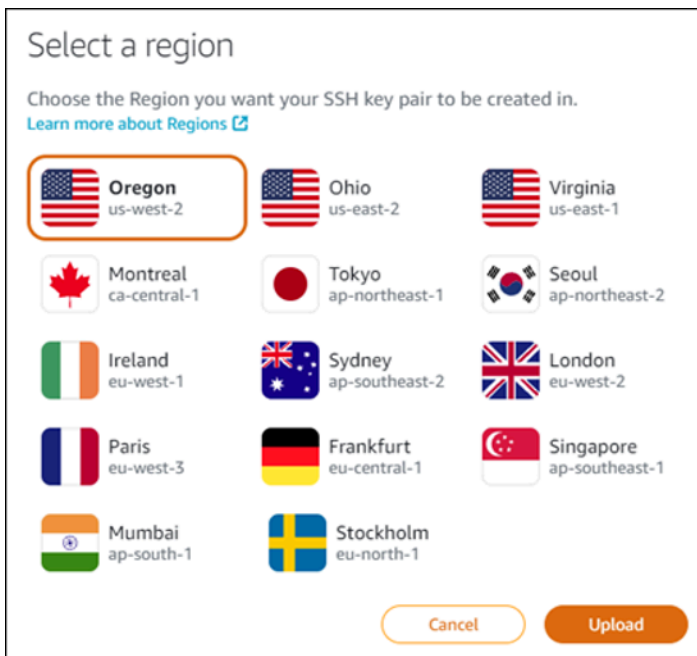 Select a region
Choose the Region you want your SSH key pair to be created in.
Learn more about Regions
Oregon
us-west-2
Ohio
us-east-2
Virginia
us-east-1
Montreal
ca-central-1
Tokyo
ap-northeast-1
Seoul
ap-northeast-2
Ireland
eu-west-1
Sydney
ap-southeast-2
London
eu-west-2
Paris
eu-west-3
Frankfurt
eu-central-1
Singapore
ap-southeast-1
Mumbai
ap-south-1
Stockholm
eu-north-1
Cancel
Upload